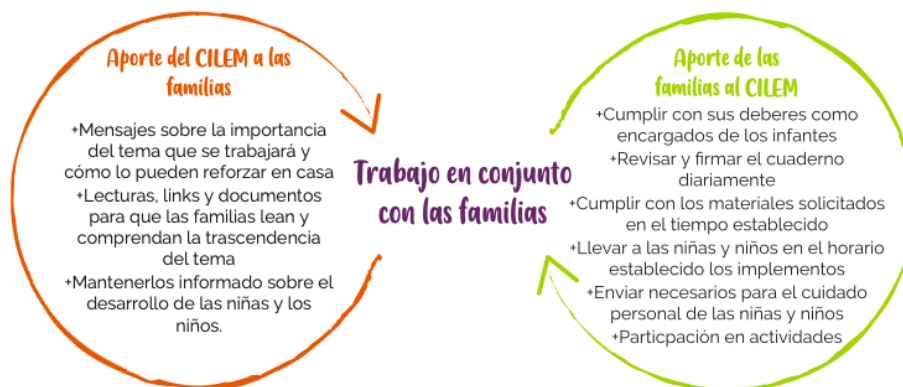 Aporte del CILEM a las
familias
+Mensajes sobre la importancia
del tema que se trabajará y
cómo lo pueden reforzar en casa
+Lecturas, links y documentos
para que las familias lean y
comprendan la trascendencia
del tema
+Mantenerlos informado sobre el
desarrollo de las niñas y los
niños.
Trabajo en conjunto
con las familias
Aporte de las
familias al CILEM
+Cumplir con sus deberes como
encargados de los infantes
+Revisar y firmar el cuaderno
diariamente
+Cumplir con los materiales solicitados
en el tiempo establecido
+Llevar a las niñas y niños en el horario
establecido los implementos
+Enviar necesarios para el cuidado
personal de las niñas y niños
+Particpación en actividades